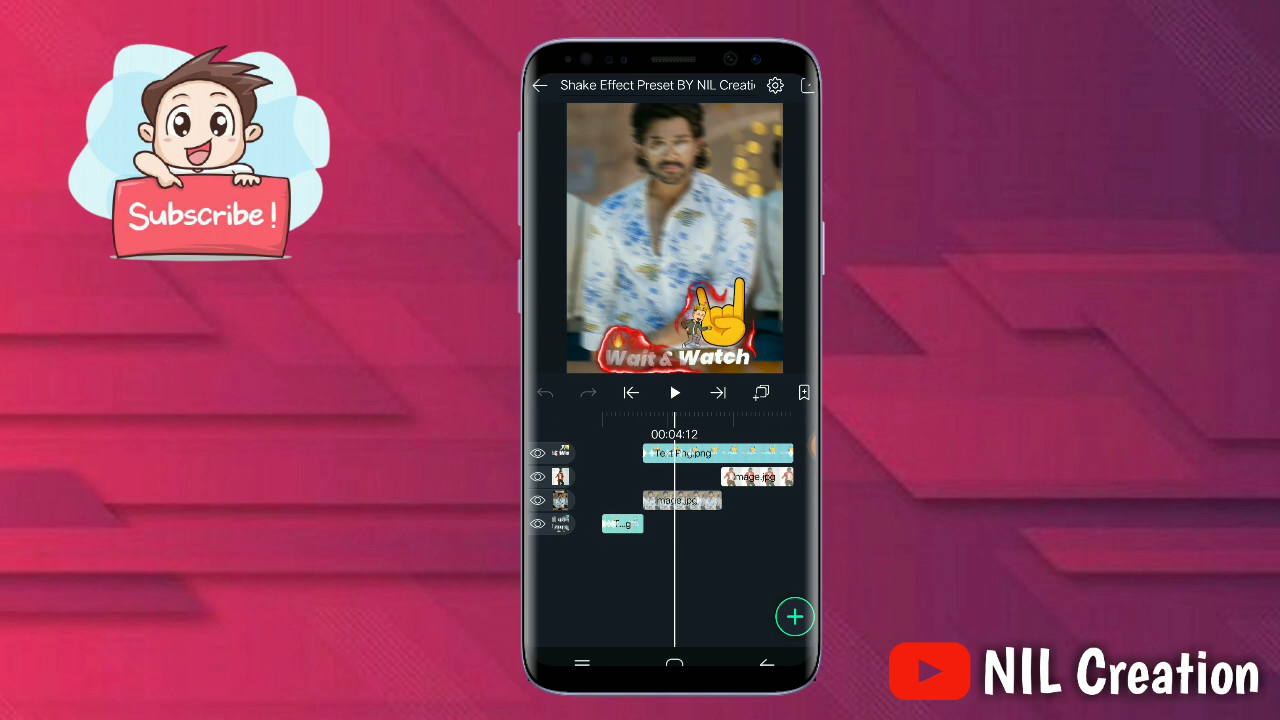 Subscribe!
Shake Effect Preset BY NIL Creati
Wait & Watch
00:04:12
Te..t Png.png
image.jpg
image.jpg
T...g
NIL Creation